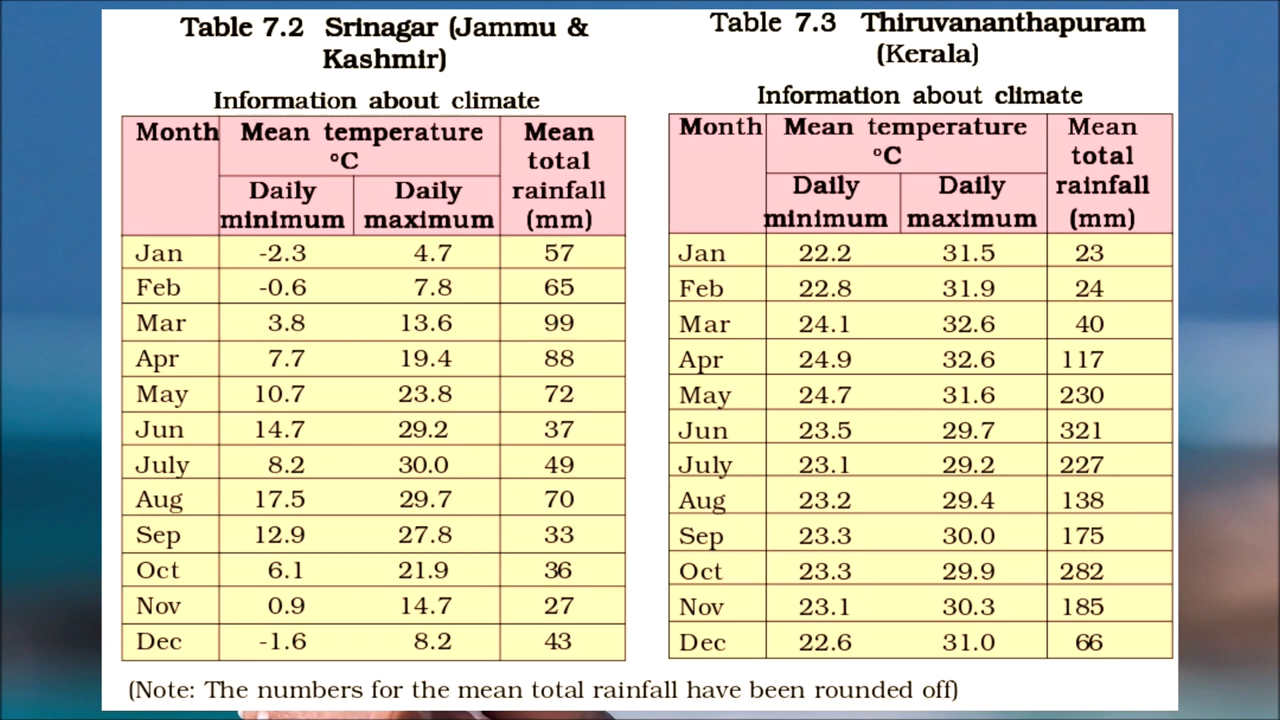 Table 7.2 Srinagar (Jammu &
Kashmir)
Information about climate
Month Mean temperature Mean
°C total
Daily Daily rainfall
minimum maximum (mm)
Jan -2.3 4.7 57
Feb -0.6 7.8 65
Mar 3.8 13.6 99
Apr 7.7 19.4 88
May 10.7 23.8 72
Jun 14.7 29.2 37
July 8.2 30.0 49
Aug 17.5 29.7 70
Sep 12.9 27.8 33
Oct 6.1 21.9 36
Nov 0.9 14.7 27
Dec -1.6 8.2 43
Table 7.3 Thiruvananthapuram
(Kerala)
Information about climate
Month Mean temperature Mean
°C total
Daily Daily rainfall
minimum maximum (mm)
Jan 22.2 31.5 23
Feb 22.8 31.9 24
Mar 24.1 32.6 40
Apr 24.9 32.6 117
May 24.7 31.6 230
Jun 23.5 29.7 321
July 23.1 29.2 227
Aug 23.2 29.4 138
Sep 23.3 30.0 175
Oct 23.3 29.9 282
Nov 23.1 30.3 185
Dec 22.6 31.0 66
(Note: The numbers for the mean total rainfall have been rounded off)